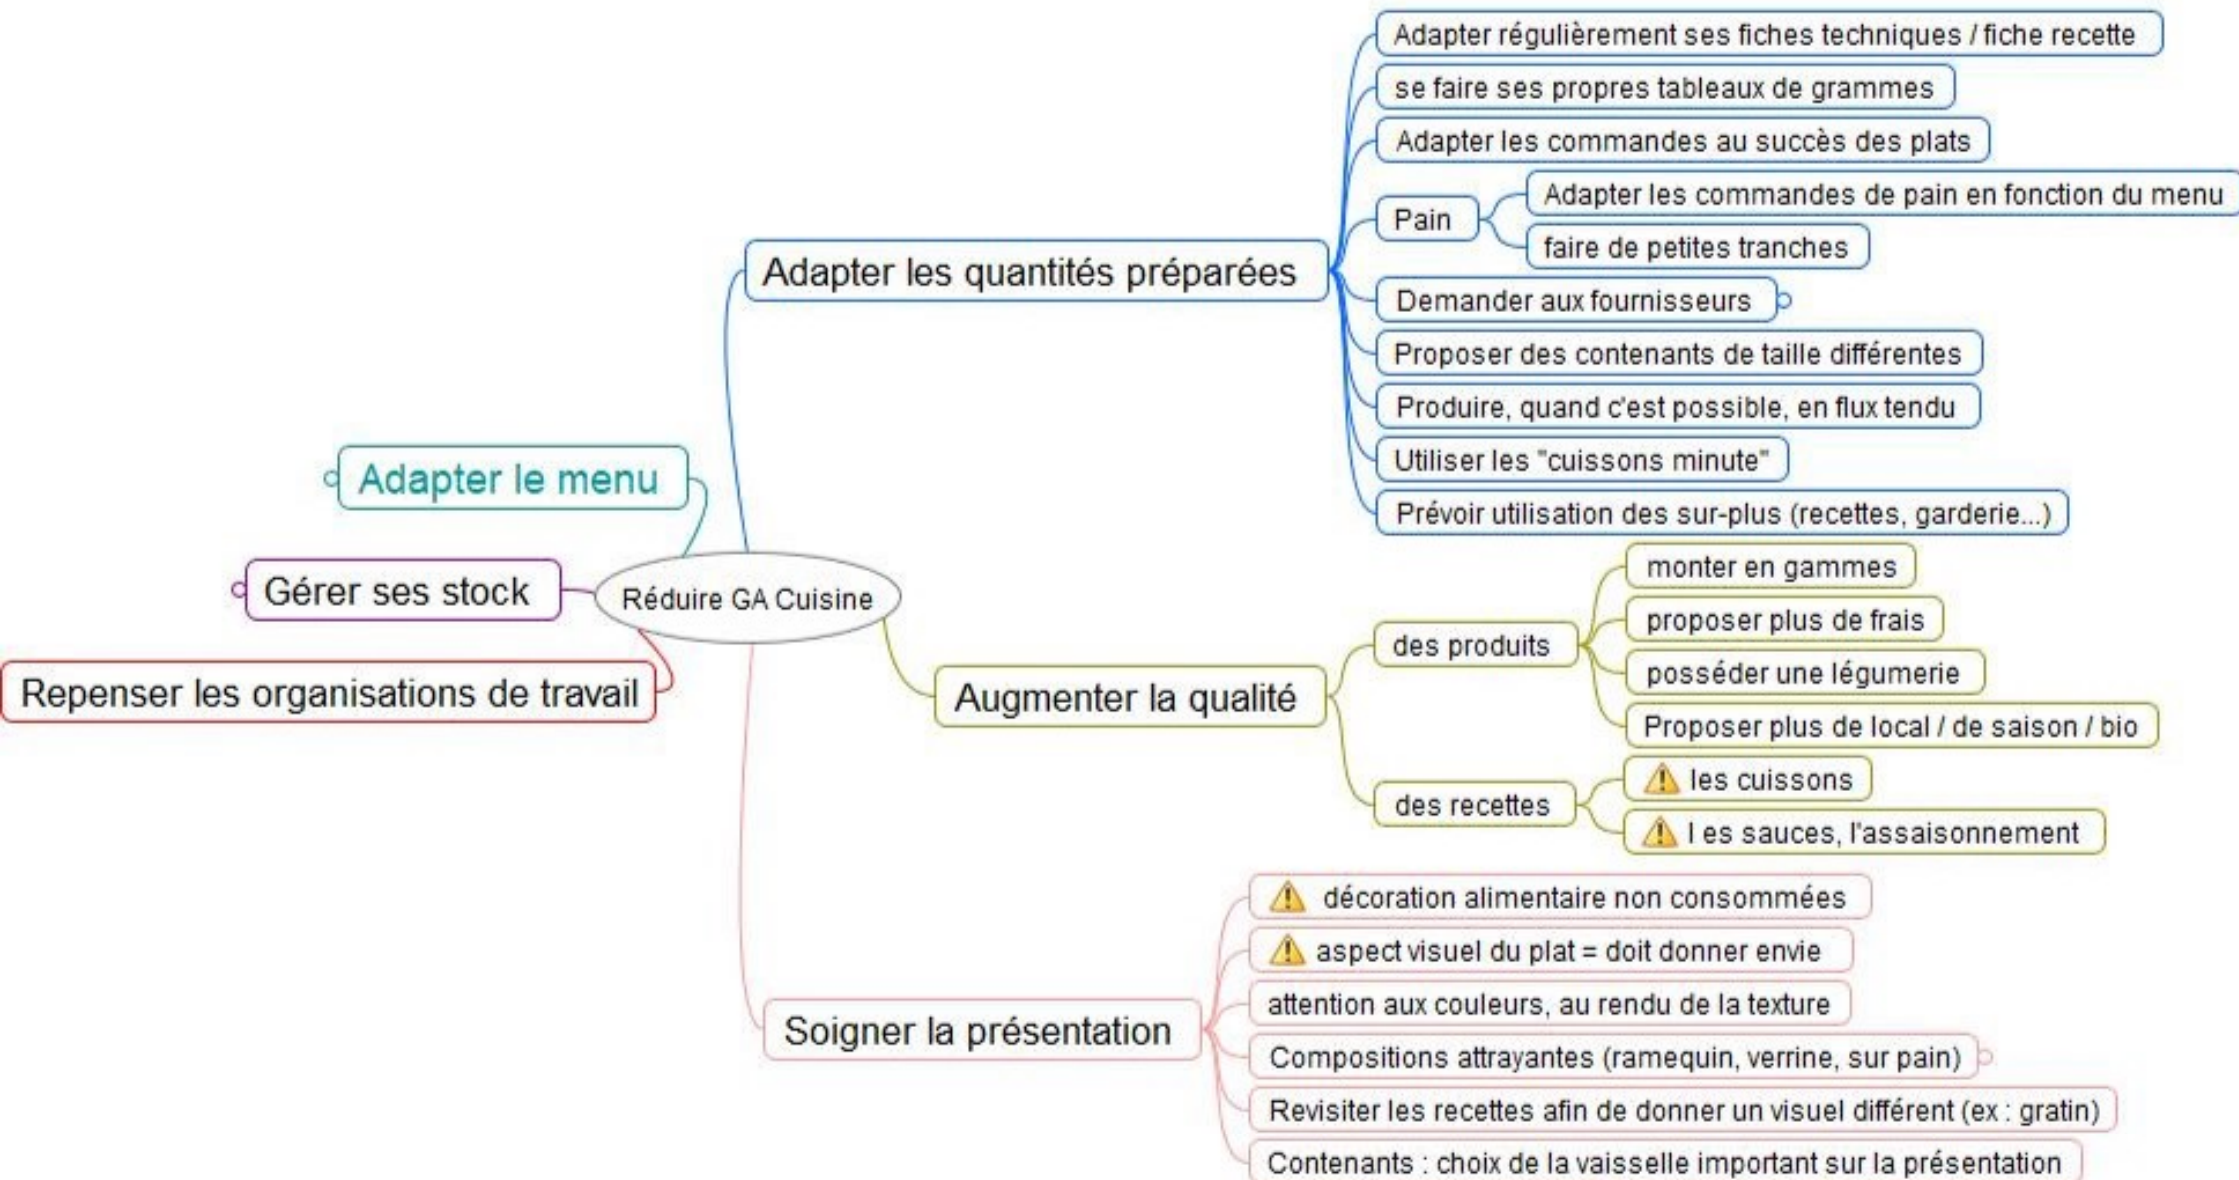 Adapter régulièrement ses fiches techniques / fiche recette
se faire ses propres tableaux de grammes
Adapter les commandes au succès des plats
Adapter les commandes de pain en fonction du menu
Pain
faire de petites tranches
Adapter les quantités préparées
Demander aux fournisseurs
Proposer des contenants de taille différentes
Produire, quand c'est possible, en flux tendu
Utiliser les "cuissons minute"
Prévoir utilisation des sur-plus (recettes, garderie...)
Adapter le menu
Gérer ses stock
Réduire GA Cuisine
Repenser les organisations de travail
Augmenter la qualité
des produits
monter en gammes
proposer plus de frais
posséder une légumerie
Proposer plus de local / de saison / bio
des recettes
les cuissons
l es sauces, l'assaisonnement
Soigner la présentation
décoration alimentaire non consommées
aspect visuel du plat = doit donner envie
attention aux couleurs, au rendu de la texture
Compositions attrayantes (ramequin, verrine, sur pain)
Revisiter les recettes afin de donner un visuel différent (ex : gratin)
Contenants : choix de la vaisselle important sur la présentation